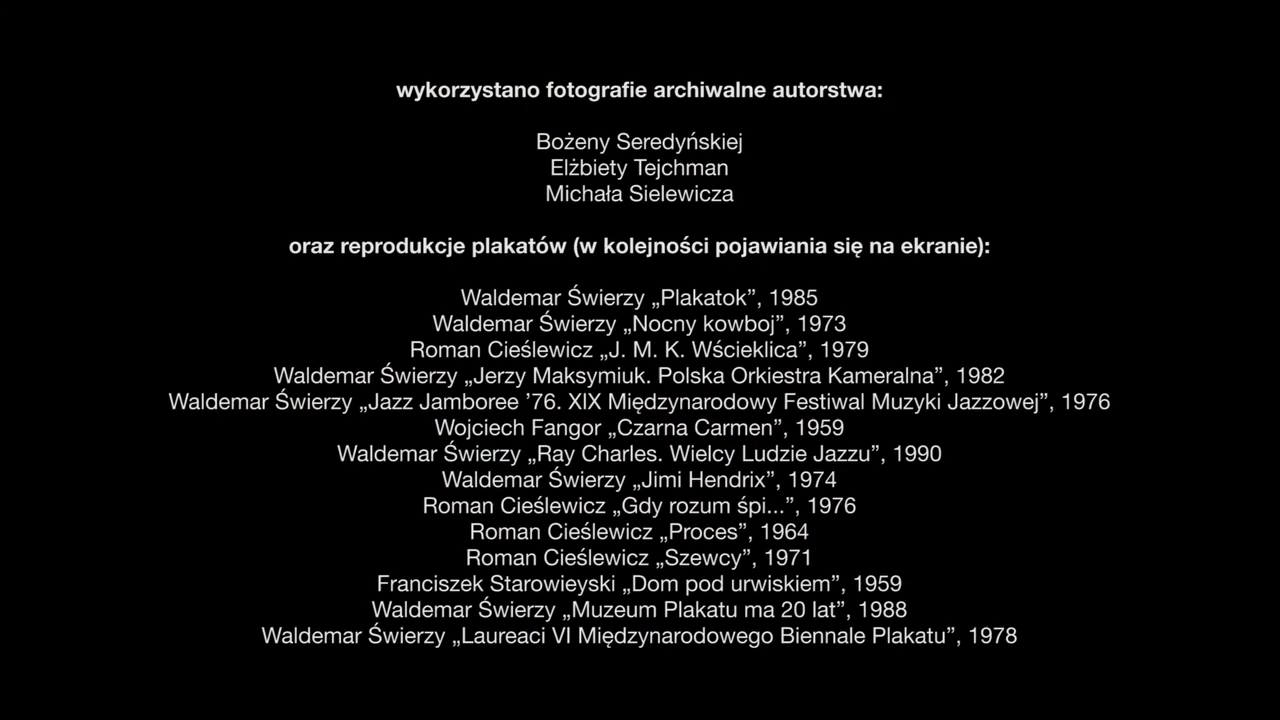 wykorzystano fotografie archiwalne autorstwa:
Bożeny Seredyńskiej
Elżbiety Tejchman
Michała Sielewicza
oraz reprodukcje plakatów (w kolejności pojawiania się na ekranie):
Waldemar Świerzy „Plakatok”, 1985
Waldemar Świerzy „Nocny kowboj”, 1973
Roman Cieślewicz „J. M. K. Wścieklica”, 1979
Waldemar Świerzy „Jerzy Maksymiuk. Polska Orkiestra Kameralna”, 1982
Waldemar Świerzy „Jazz Jamboree ’76. XIX Międzynarodowy Festiwal Muzyki Jazzowej”, 1976
Wojciech Fangor „Czarna Carmen”, 1959
Waldemar Świerzy „Ray Charles. Wielcy Ludzie Jazzu”, 1990
Waldemar Świerzy „Jimi Hendrix”, 1974
Roman Cieślewicz „Gdy rozum śpi...”, 1976
Roman Cieślewicz „Proces”, 1964
Roman Cieślewicz „Szewcy”, 1971
Franciszek Starowieyski „Dom pod urwiskiem”, 1959
Waldemar Świerzy „Muzeum Plakatu ma 20 lat”, 1988
Waldemar Świerzy „Laureaci VI Międzynarodowego Biennale Plakatu”, 1978